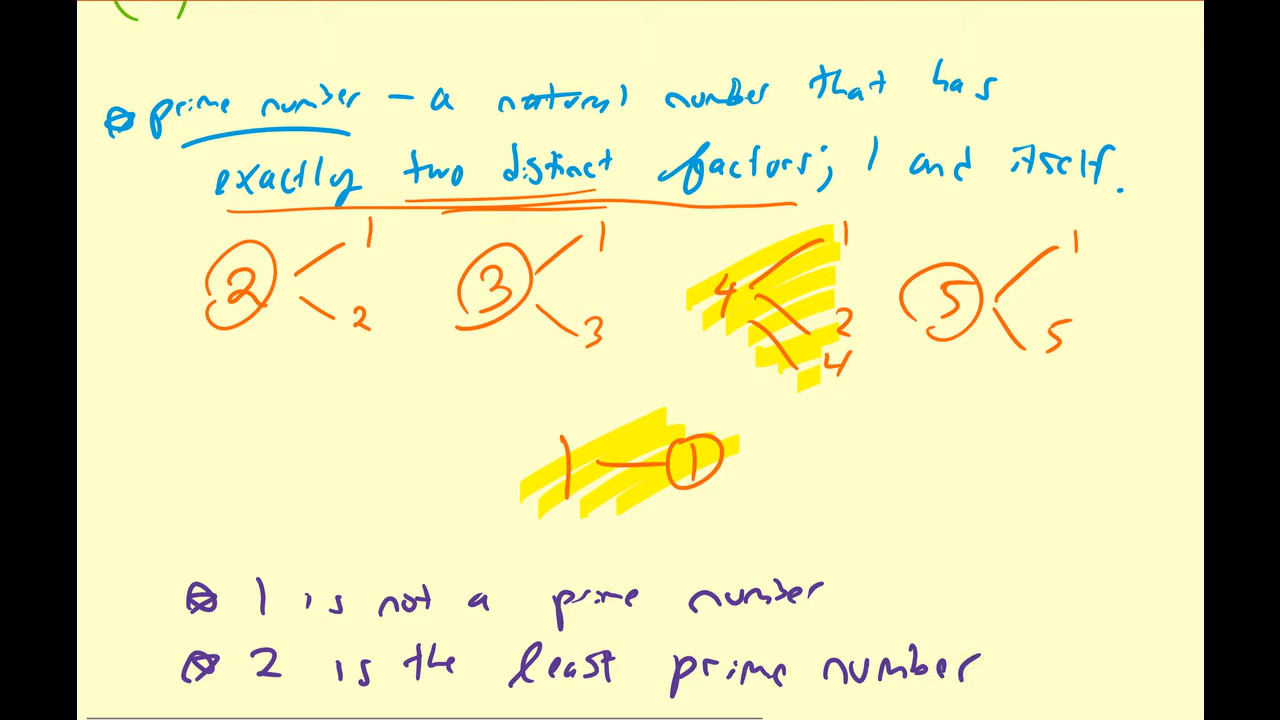 prime number – a natural number that has
exactly two distinct factors; 1 and itself.
2 1 2
3 1 3
4 1 2 4
5 1 5
1 1
1 is not a prime number
2 is the least prime number